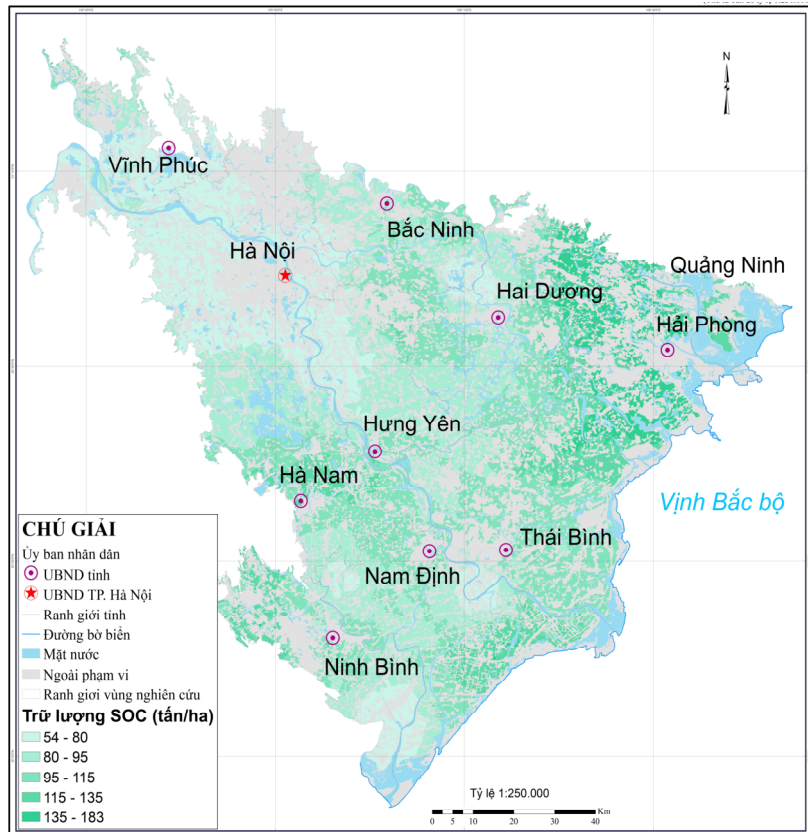 N
Vĩnh Phúc
Bắc Ninh
Hà Nội
Quảng Ninh
Hai Dương
Hải Phòng
Hưng Yên
Hà Nam
Vịnh Bắc bộ
Thái Bình
Nam Định
Ninh Bình
CHÚ GIẢI
Ủy ban nhân dân
UBND tỉnh
UBND TP. Hà Nội
Ranh giới tỉnh
Đường bờ biển
Mặt nước
Ngoài phạm vi
Ranh giới vùng nghiên cứu
Trữ lượng SOC (tấn/ha)
54 - 80
80 - 95
95 - 115
115 - 135
135 - 183
Tỷ lệ 1:250.000
Km
0 5 10 20 30 40